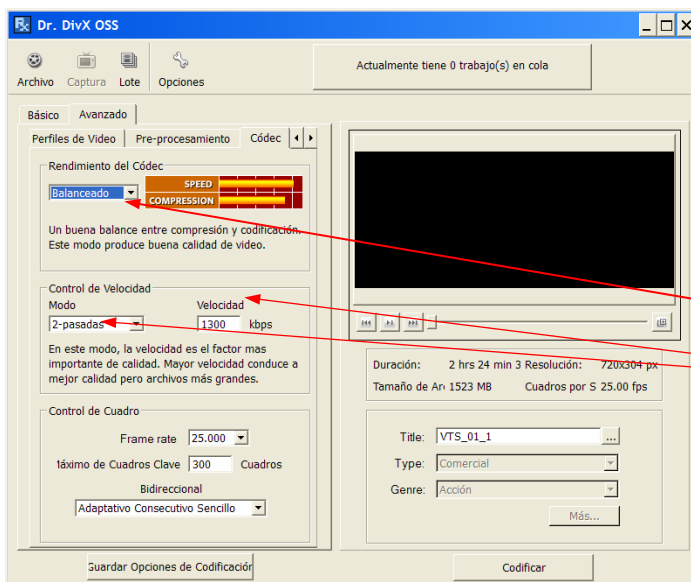 Dr. DivX OSS
Archivo
Captura
Lote
Opciones
Actualmente tiene 0 trabajo(s) en cola
Básico
Avanzado
Perfiles de Video
Pre-procesamiento
Códec
Rendimiento del Códec
Balanceado
SPEED
COMPRESSION
Un buena balance entre compresión y codificación.
Este modo produce buena calidad de video.
Control de Velocidad
Modo
Velocidad
2-pasadas
1300
kbps
En este modo, la velocidad es el factor mas
importante de calidad. Mayor velocidad conduce a
mejor calidad pero archivos más grandes.
Control de Cuadro
Frame rate
25.000
láximo de Cuadros Clave
300
Cuadros
Bidireccional
Adaptativo Consecutivo Sencillo
Guardar Opciones de Codificación
Duración:
2 hrs 24 min 3
Resolución:
720x304 px
Tamaño de Ar
1523 MB
Cuadros por S
25.00 fps
Title:
VTS_01_1
...
Type:
Comercial
Genre:
Acción
Más...
Codificar